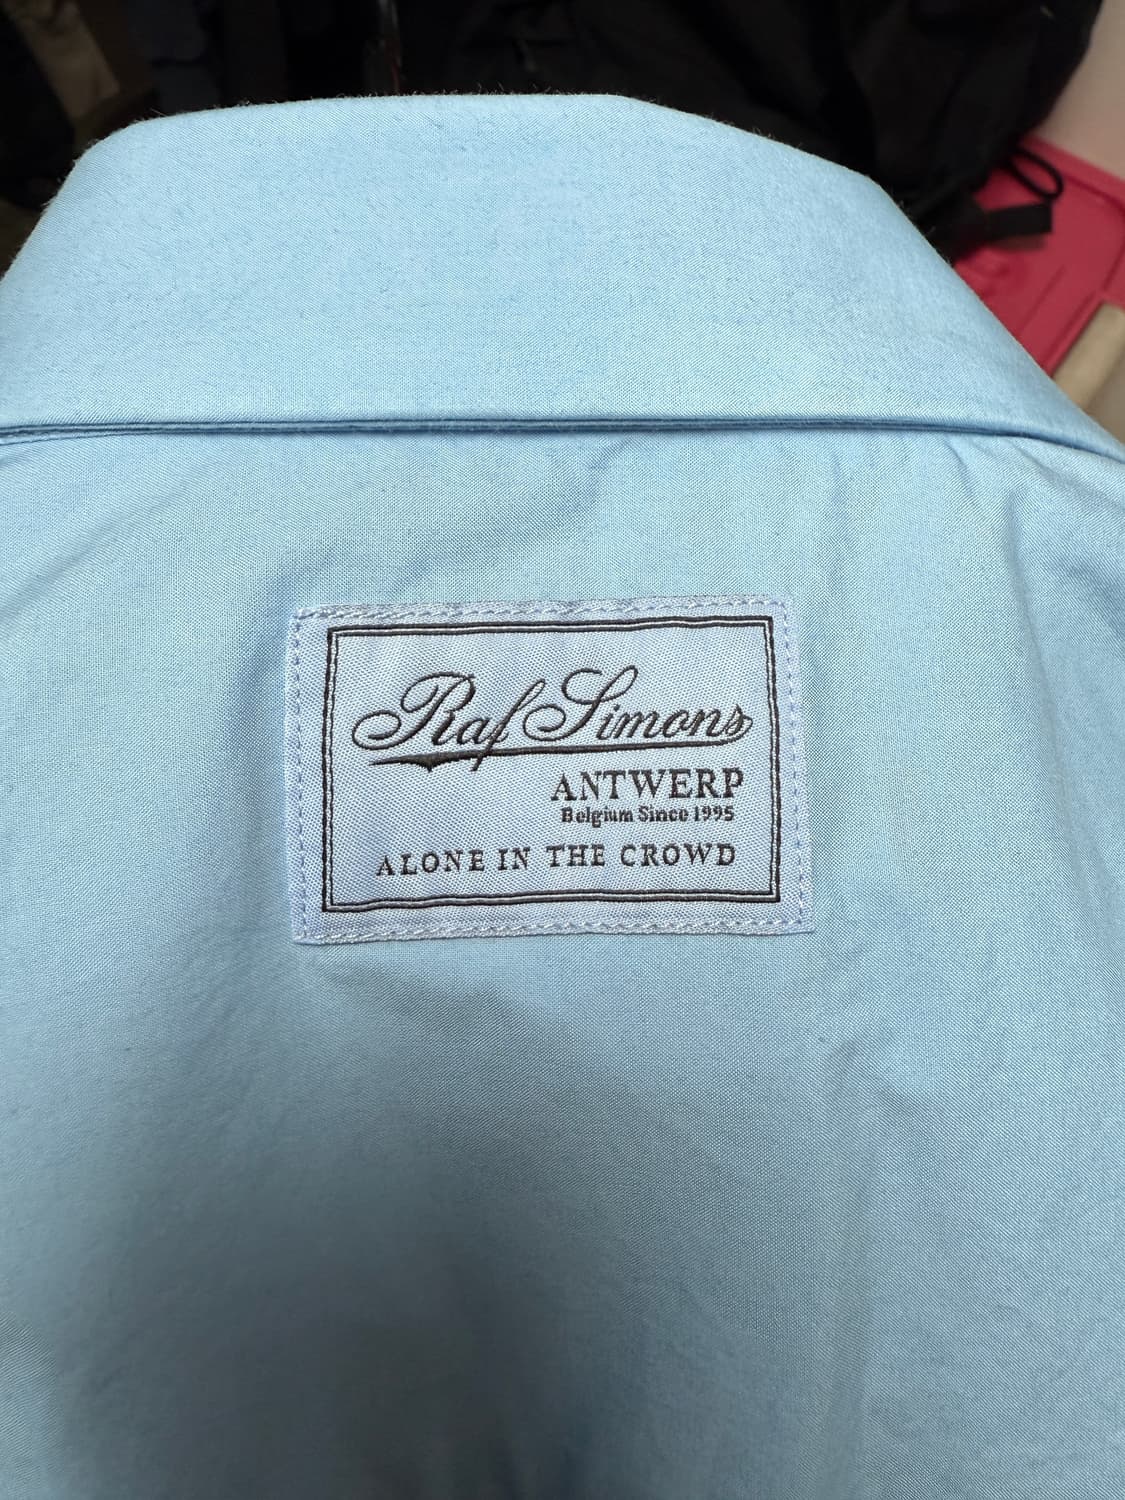 Raf Simons
ANTWERP
Belgium Since 1995
ALONE IN THE CROWD